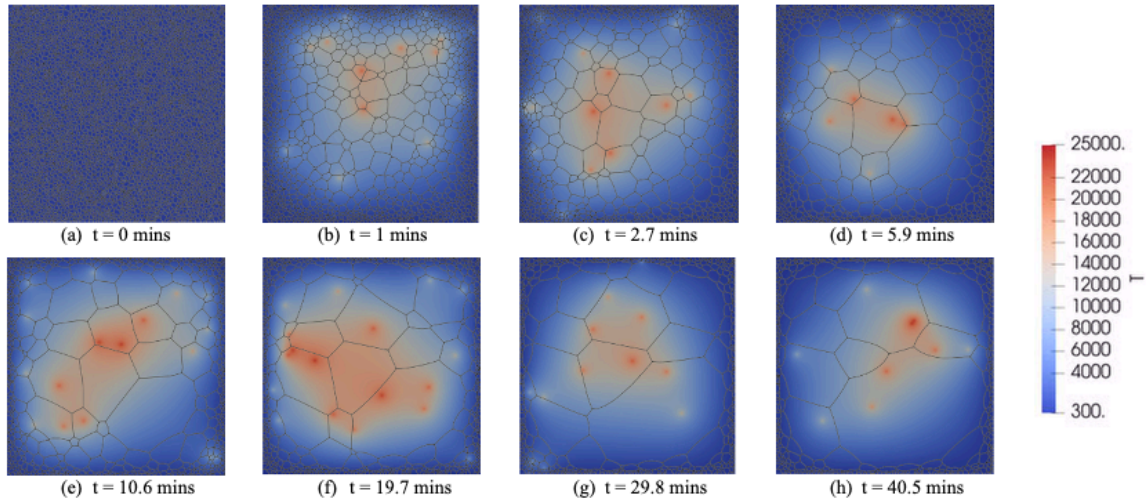 (a) t = 0 mins
(b) t = 1 mins
(c) t = 2.7 mins
(d) t = 5.9 mins
(e) t = 10.6 mins
(f) t = 19.7 mins
(g) t = 29.8 mins
(h) t = 40.5 mins
25000.
22000
20000
18000
16000
14000
12000
10000
8000
6000
4000
300.
T